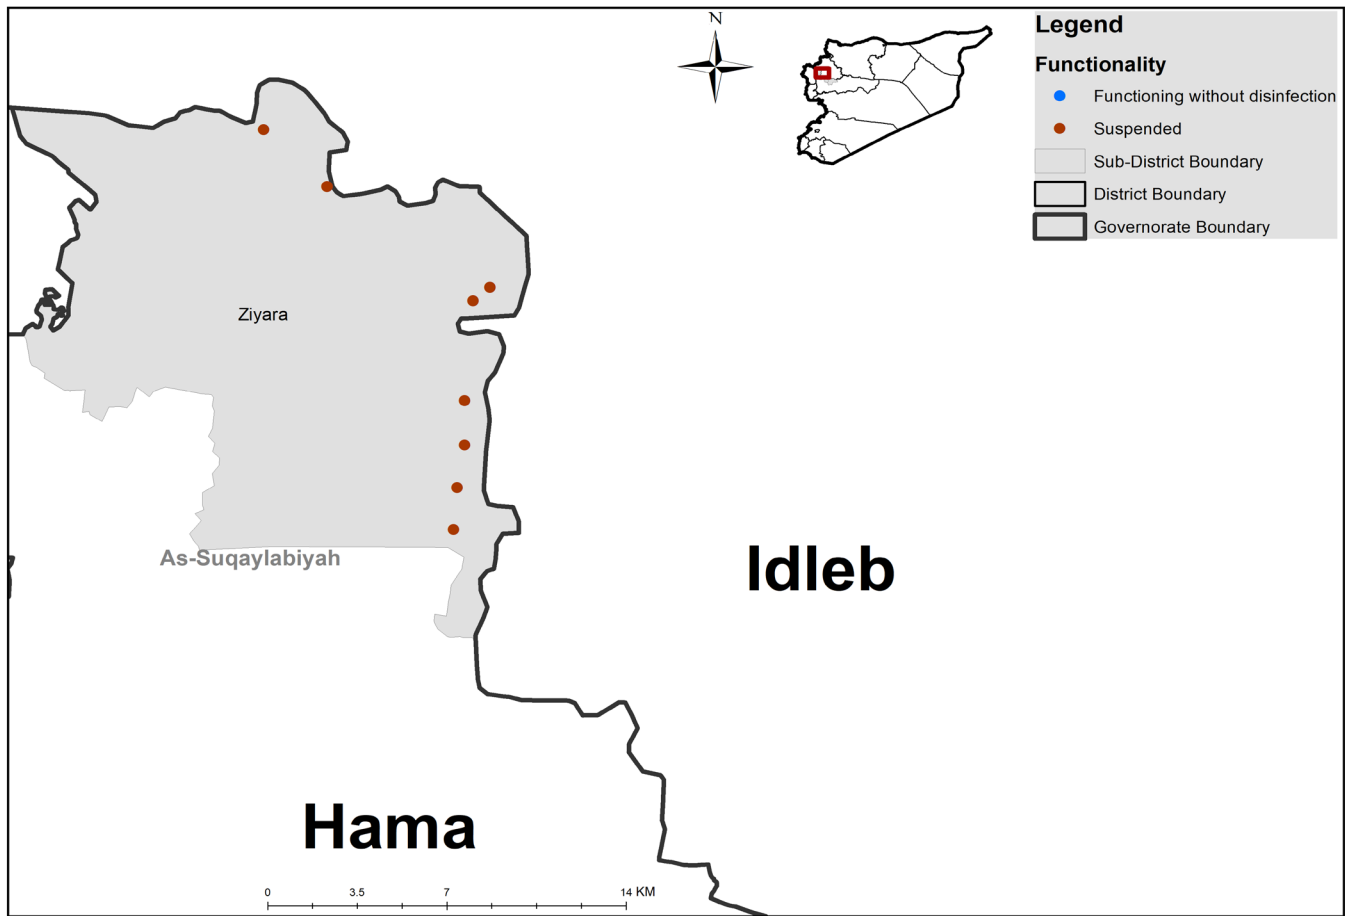 N
Legend
Functionality
Functioning without disinfection
Suspended
Sub-District Boundary
District Boundary
Governorate Boundary
Ziyara
As-Suqaylabiyah
Idleb
Hama
0 3.5 7 14 KM